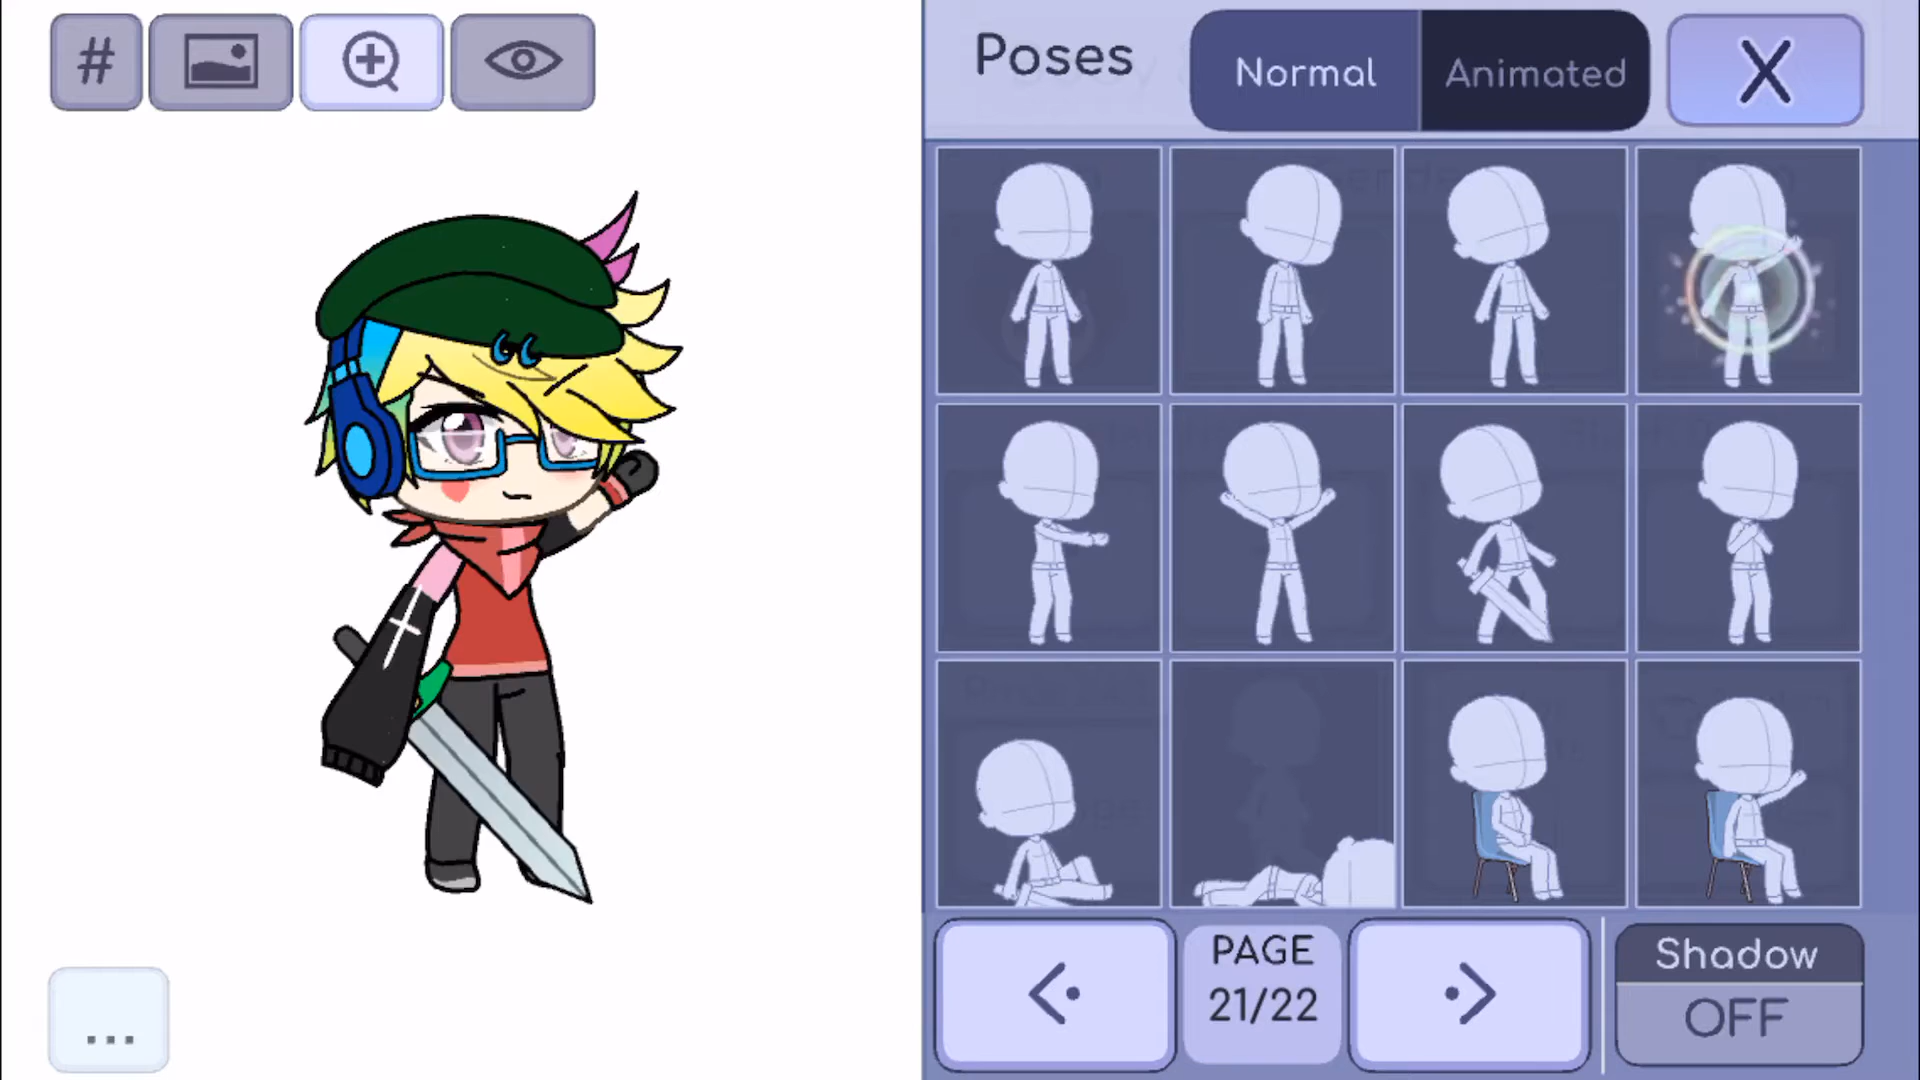 #
Poses
Normal
Animated
X
...
PAGE
21/22
Shadow
OFF